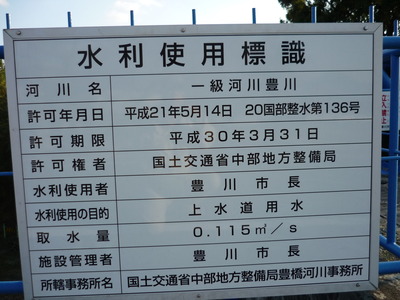 水利使用標識
河川名 一級河川豊川
許可年月日 平成21年5月14日 20国部整水第136号
許可期限 平成30年3月31日
許可権者 国土交通省中部地方整備局
水利使用者 豊川市長
水利使用の目的 上水道用水
取水量 0.115㎥/s
施設管理者 豊川市長
所轄事務所名 国土交通省中部地方整備局豊橋河川事務所
立入禁止